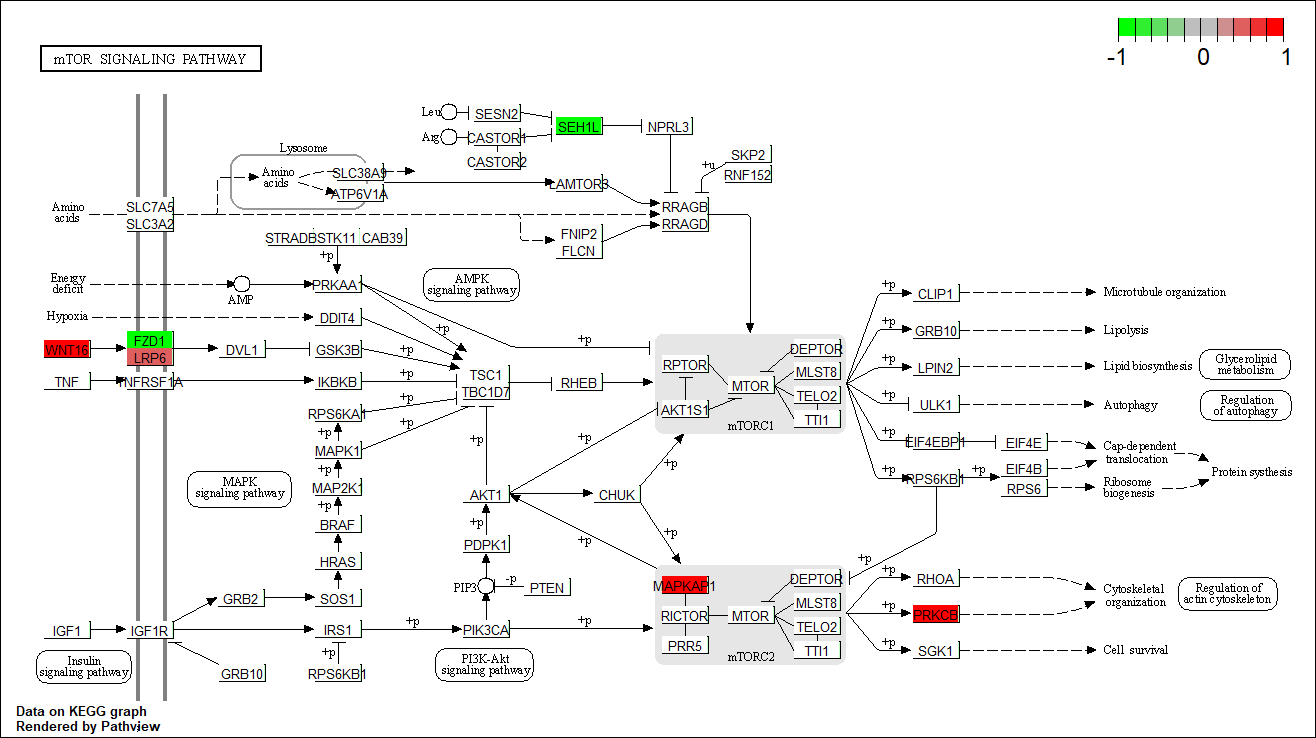 -1 0 1
mTOR SIGNALING PATHWAY
Leu
SESN2
SEH1L
NPRL3
Arg
CASTOR1
CASTOR2
SKP2
+u
RNF152
Lysosome
Amino
acids
SLC38A9
ATP6V1A
LAMTOR3
Amino
acids
SLC7A5
SLC3A2
RRAGB
RRAGD
FNIP2
FLCN
STRADB STK11 CAB39
+p
Energy
deficit
AMP
PRKAA1
AMPK
signaling pathway
Hypoxia
DDIT4
+p
+p
WNT16
FZD1
LRP6
DVL1
GSK3B
+p
TNF
TNFRSF1A
IKBKB
+p
TSC1
TBC1D7
RHEB
RPTOR
DEPTOR
MTOR
MLST8
TELO2
AKT1S1
TTI1
mTORC1
RPS6KA1
+p
+p
MAPK1
+p
+p
MAP2K1
+p
BRAF
HRAS
SOS1
GRB2
MAPK
signaling pathway
+p
AKT1
+p
CHUK
+p
+p
+p
+p
PDPK1
PIP3
-p
PTEN
+p
CLIP1
Microtubule organization
+p
GRB10
Lipolysis
+p
LPIN2
Lipid biosynthesis
Glycerolipid
metabolism
+p
ULK1
Autophagy
Regulation
of autophagy
+p
EIF4EBP1
EIF4E
Cap-dependent
translocation
+p
RPS6KB1
+p
EIF4B
RPS6
Ribosome
biogenesis
Protein systhesis
+p
MAPKAP1
DEPTOR
RICTOR
MTOR
MLST8
TELO2
PRR5
TTI1
mTORC2
+p
RHOA
+p
PRKCB
Cytoskeletal
organization
Regulation of
actin cytoskeleton
+p
SGK1
Cell survival
IGF1
IGF1R
IRS1
+p
PIK3CA
+p
+p
GRB10
RPS6KB1
Insulin
signaling pathway
PI3K-Akt
signaling pathway
Data on KEGG graph
Rendered by Pathview